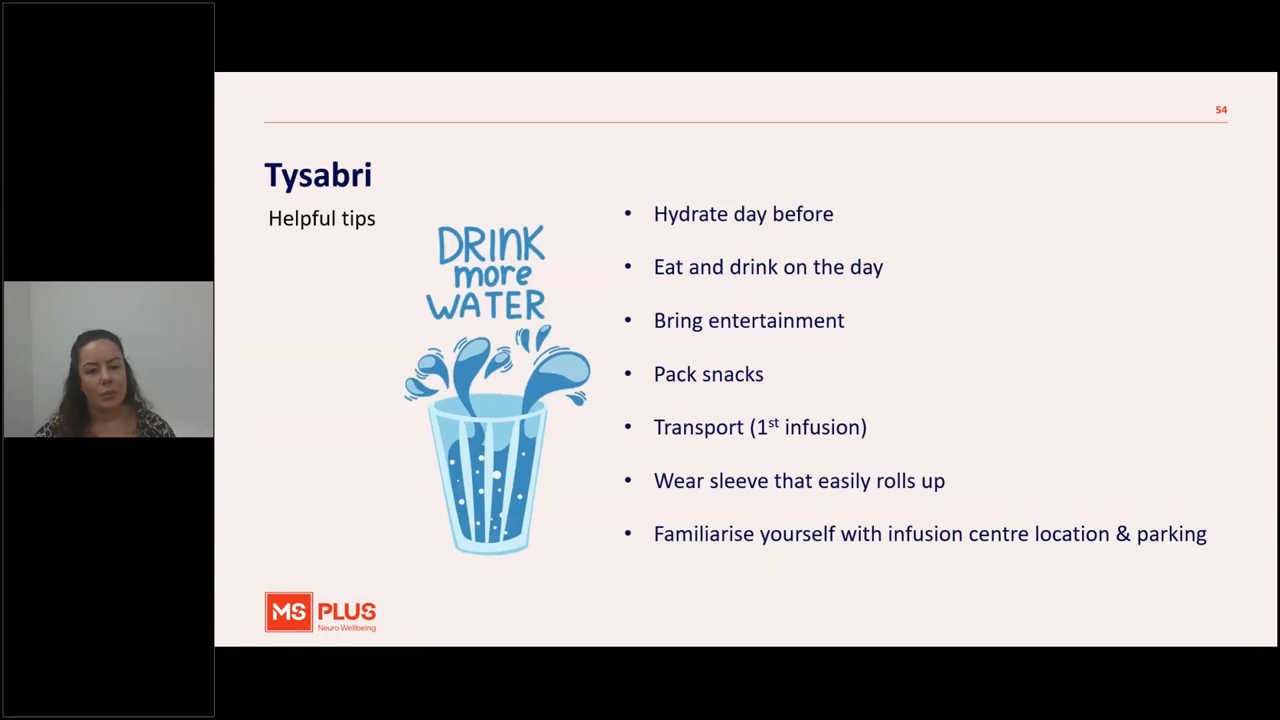 54
Tysabri
Helpful tips
DRINK
more
WATER
• Hydrate day before
• Eat and drink on the day
• Bring entertainment
• Pack snacks
• Transport (1st infusion)
• Wear sleeve that easily rolls up
• Familiarise yourself with infusion centre location & parking
MS PLUS
Neuro Wellbeing